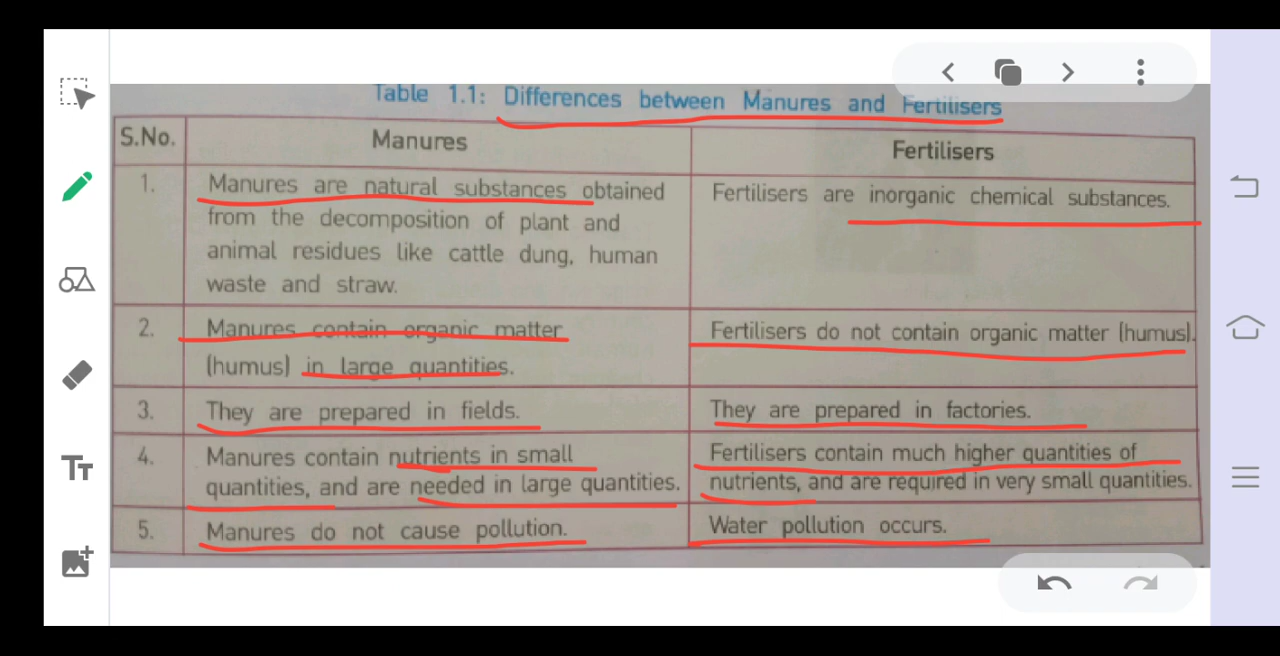 Table 1.1: Differences between Manures and Fertilisers
S.No.
Manures
Fertilisers
1.
Manures are natural substances obtained
from the decomposition of plant and
animal residues like cattle dung, human
waste and straw.
Fertilisers are inorganic chemical substances.
2.
Manures contain organic matter
(humus) in large quantities.
Fertilisers do not contain organic matter (humus).
3.
They are prepared in fields.
They are prepared in factories.
4.
Manures contain nutrients in small
quantities, and are needed in large quantities.
Fertilisers contain much higher quantities of
nutrients, and are required in very small quantities.
5.
Manures do not cause pollution.
Water pollution occurs.
TT